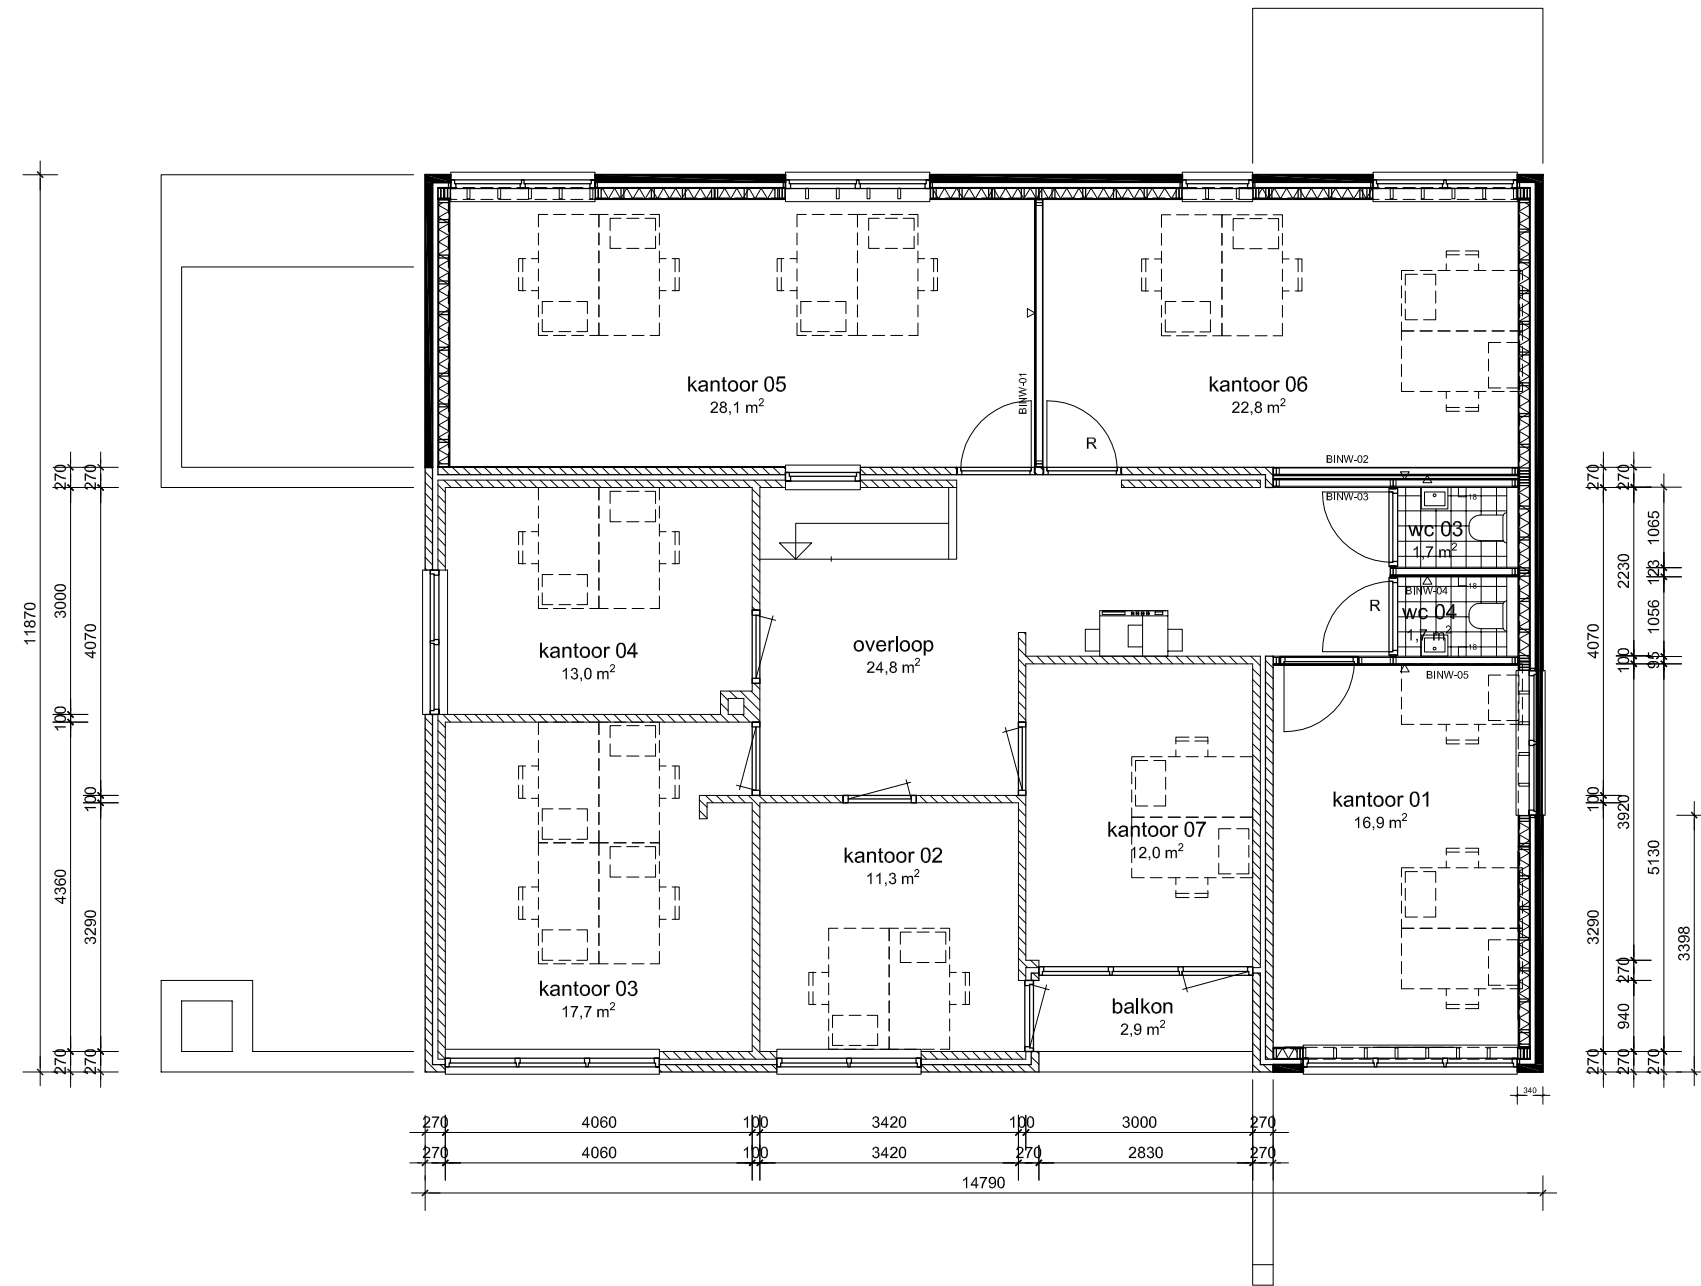 kantoor 05
28,1 m²
BINW-01
kantoor 06
22,8 m²
R
BINW-02
BINW-03
18
wc 03
1,7 m²
18
BINW-04
wc 04
1,7 m²
18
R
kantoor 04
13,0 m²
overloop
24,8 m²
BINW-05
kantoor 01
16,9 m²
kantoor 07
12,0 m²
kantoor 02
11,3 m²
kantoor 03
17,7 m²
balkon
2,9 m²
11870
270
3000
100
4360
270
270
4070
100
3290
270
270
4070
100
3290
270
270
2230
100
3920
270
940
270
1065
123
1056
95
5130
270
3398
340
270
4060
100
3420
100
3000
270
270
4060
100
3420
270
2830
270
14790